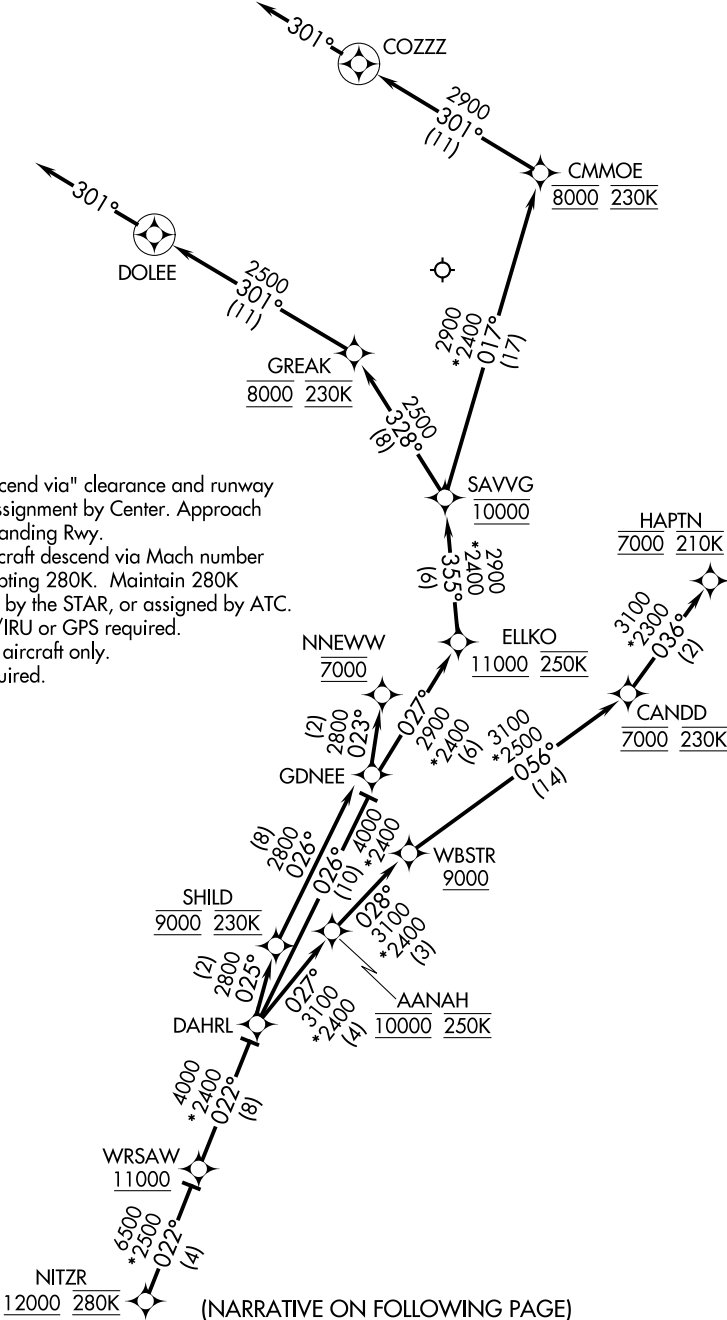 301°
COZZZ
2900
301°
(11)
CMMOE
8000 230K
301°
DOLEE
2500
301°
(11)
2900
*2400
017°
(17)
GREAK
8000 230K
2500
328°
(8)
SAVVG
10000
cend via" clearance and runway
ssignment by Center. Approach
anding Rwy.
craft descend via Mach number
pting 280K. Maintain 280K
by the STAR, or assigned by ATC.
/IRU or GPS required.
aircraft only.
uired.
HAPTN
7000 210K
2900
*2400
355°
(6)
3100
*2300
036°
(2)
ELLKO
11000 250K
NNEWW
7000
(2)
2800
023°
027°
2900
*2400
(6)
CANDD
7000 230K
3100
*2500
056°
(14)
GDNEE
(8)
2800
026°
4000
*2400
026°
(10)
WBSTR
9000
SHILD
9000 230K
028°
3100
*2400
(3)
(2)
2800
025°
027°
3100
*2400
(4)
AANAH
10000 250K
DAHRL
4000
*2400
022°
(8)
WRSAW
11000
6500
*2500
022°
(4)
NITZR
12000 280K
(NARRATIVE ON FOLLOWING PAGE)